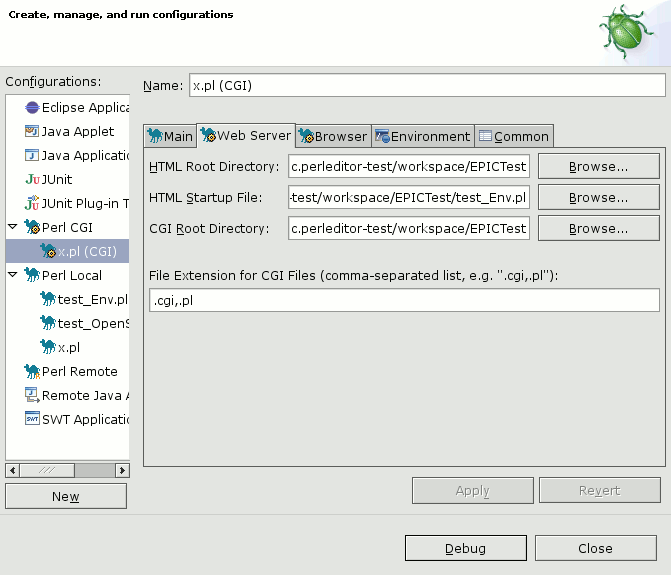 Create, manage, and run configurations
Configurations:
Eclipse Applica
Java Applet
Java Applicatio
JUnit
JUnit Plug-in T
Perl CGI
x.pl (CGI)
Perl Local
test_Env.pl
test_OpenS
x.pl
Perl Remote
Remote Java A
SWT Applicatio
New
Name: x.pl (CGI)
Main Web Server Browser Environment Common
HTML Root Directory: c.perleditor-test/workspace/EPICTest Browse...
HTML Startup File: -test/workspace/EPICTest/test_Env.pl Browse...
CGI Root Directory: c.perleditor-test/workspace/EPICTest Browse...
File Extension for CGI Files (comma-separated list, e.g. ".cgi,.pl"):
.cgi,.pl
Apply Revert
Debug Close